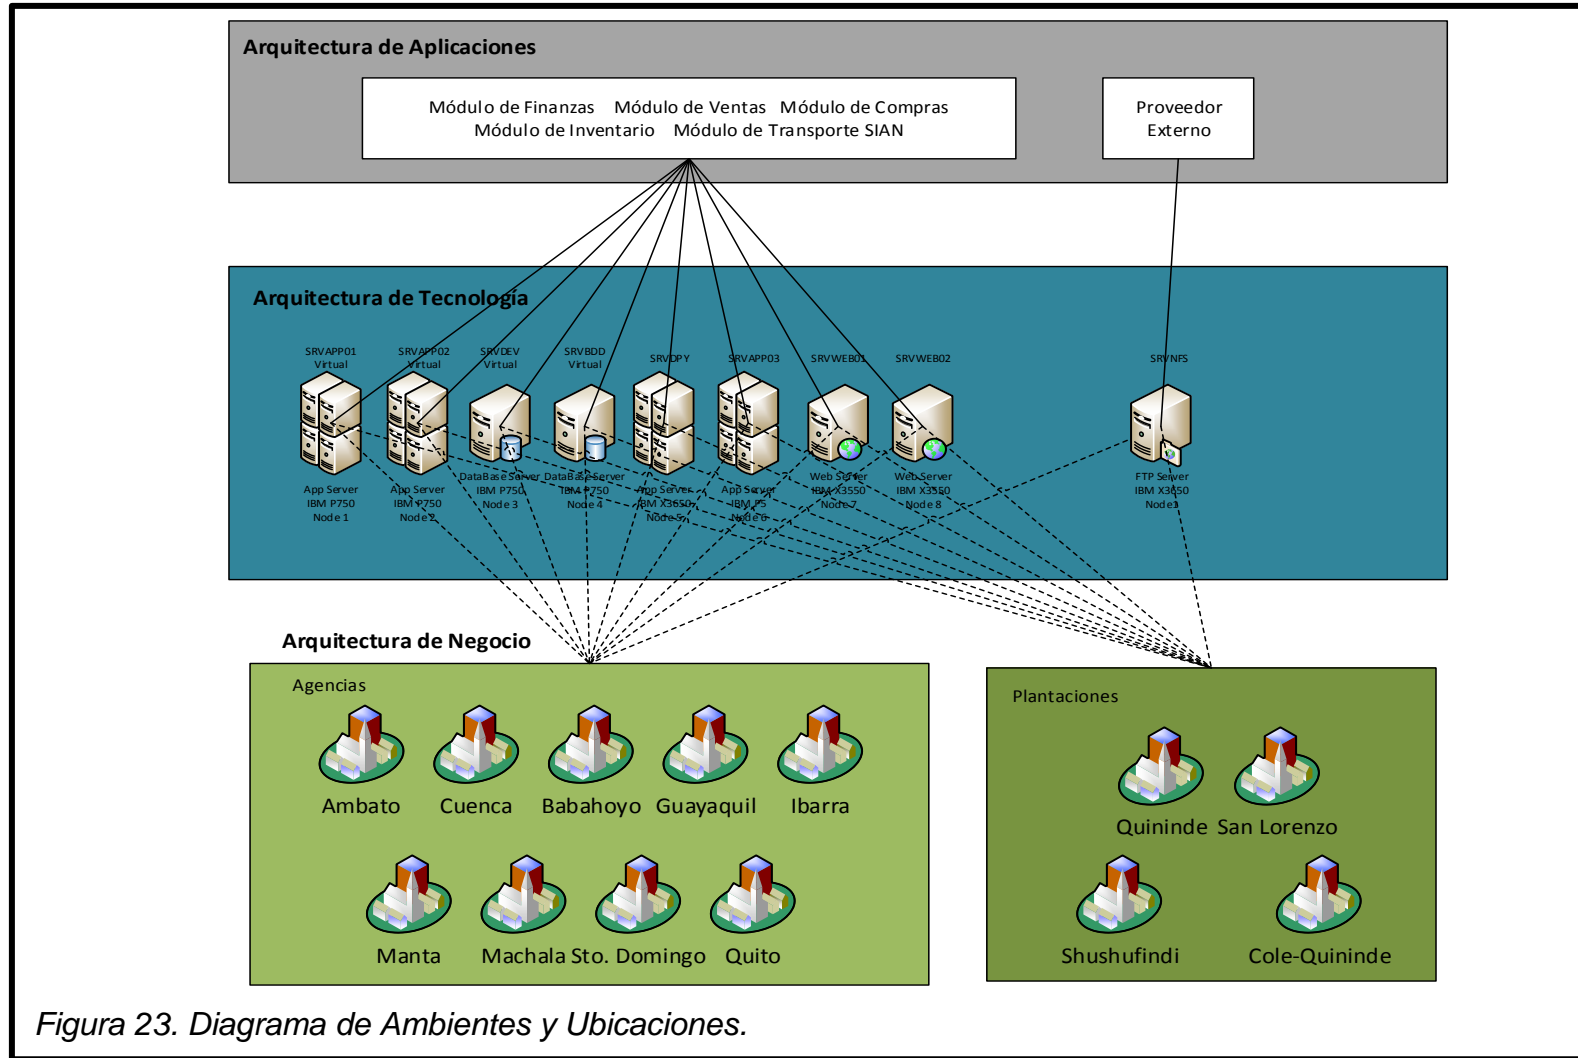 Arquitectura de Aplicaciones
Módulo de Finanzas Módulo de Ventas Módulo de Compras
Módulo de Inventario Módulo de Transporte SIAN
Proveedor
Externo
Arquitectura de Tecnología
SRVAPP01
Virtual
SRVAPP02
Virtual
SRVDEV
Virtual
SRVBDD
Virtual
SRVDPY
SRVAPP03
SRVWEB01
SRVWEB02
SRVNFS
App Server
IBM P750
Node 1
App Server
IBM P750
Node 2
DataBase Server
IBM P750
Node 3
DataBase Server
IBM P750
Node 4
App Server
IBM X3650
Node 5
App Server
IBM P5
Node 6
Web Server
IBM X3550
Node 7
Web Server
IBM X3550
Node 8
FTP Server
IBM X3650
Node1
Arquitectura de Negocio
Agencias
Ambato
Cuenca
Babahoyo
Guayaquil
Ibarra
Manta
Machala
Sto. Domingo
Quito
Plantaciones
Quininde
San Lorenzo
Shushufindi
Cole-Quininde
Figura 23. Diagrama de Ambientes y Ubicaciones.